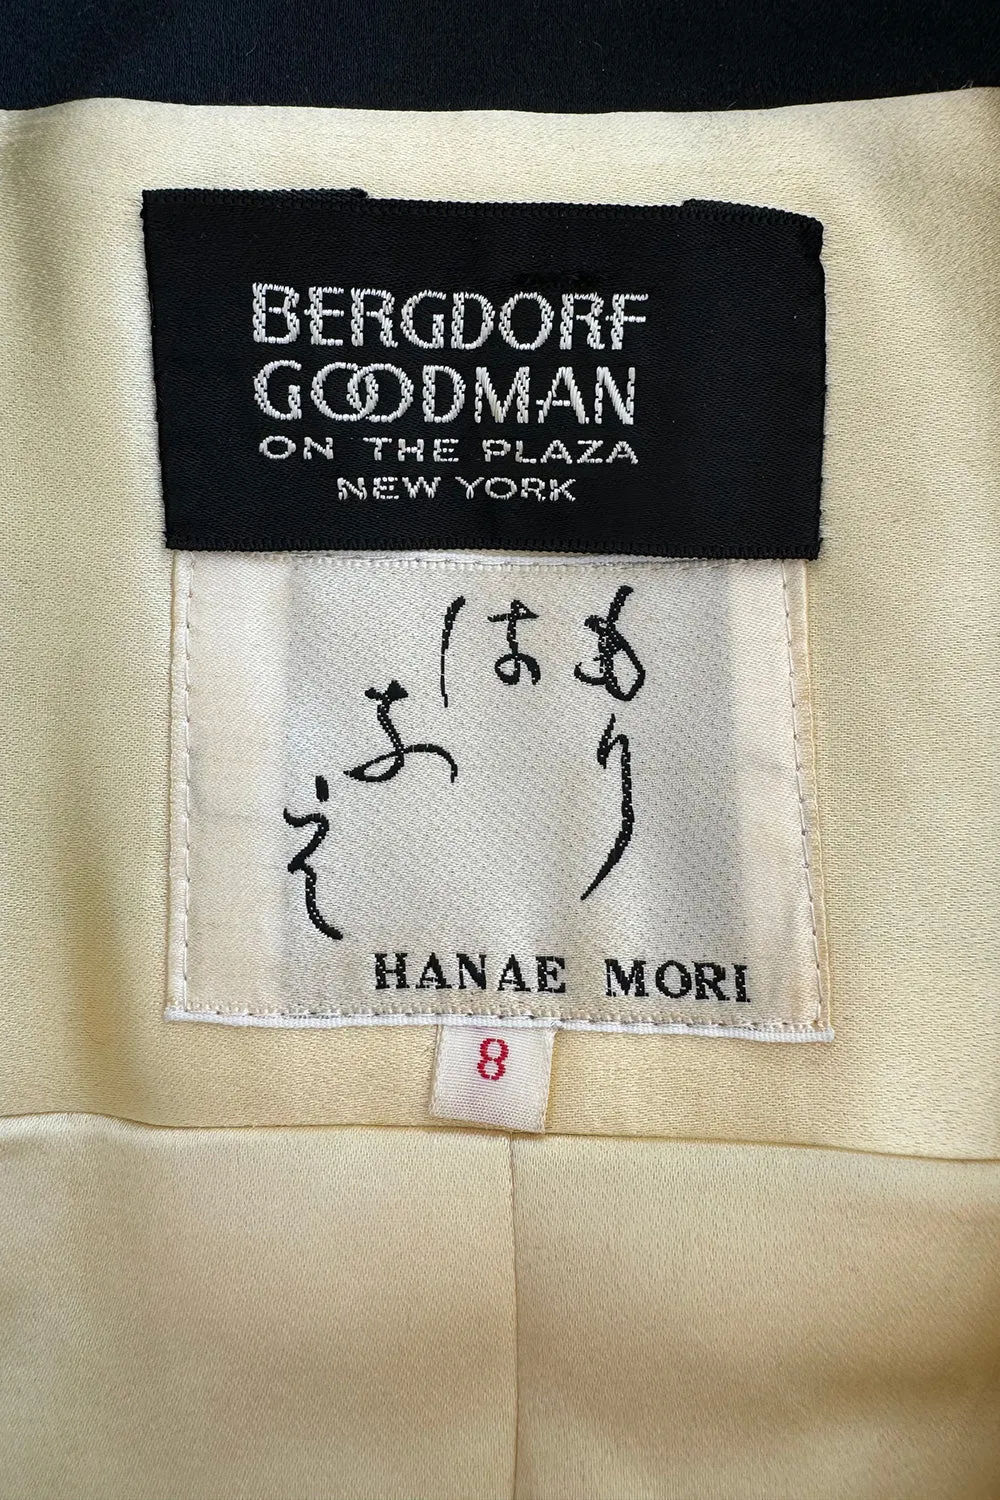 BERGDORF
GOODMAN
ON THE PLAZA
NEW YORK
もり
はなえ
HANAE MORI
8